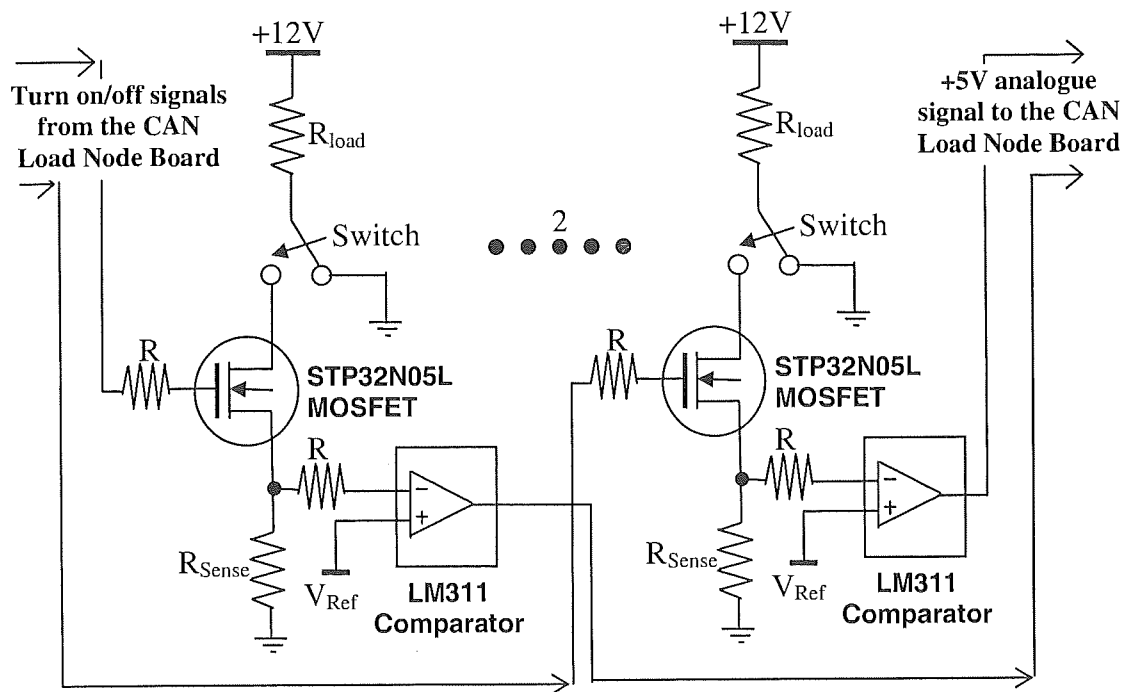 +12V
+12V
Turn on/off signals
from the CAN
Load Node Board
+5V analogue
signal to the CAN
Load Node Board
Rload
Rload
Switch
2
Switch
R
STP32N05L
MOSFET
R
STP32N05L
MOSFET
R
−
+
R
−
+
RSense
VRef
LM311
Comparator
RSense
VRef
LM311
Comparator